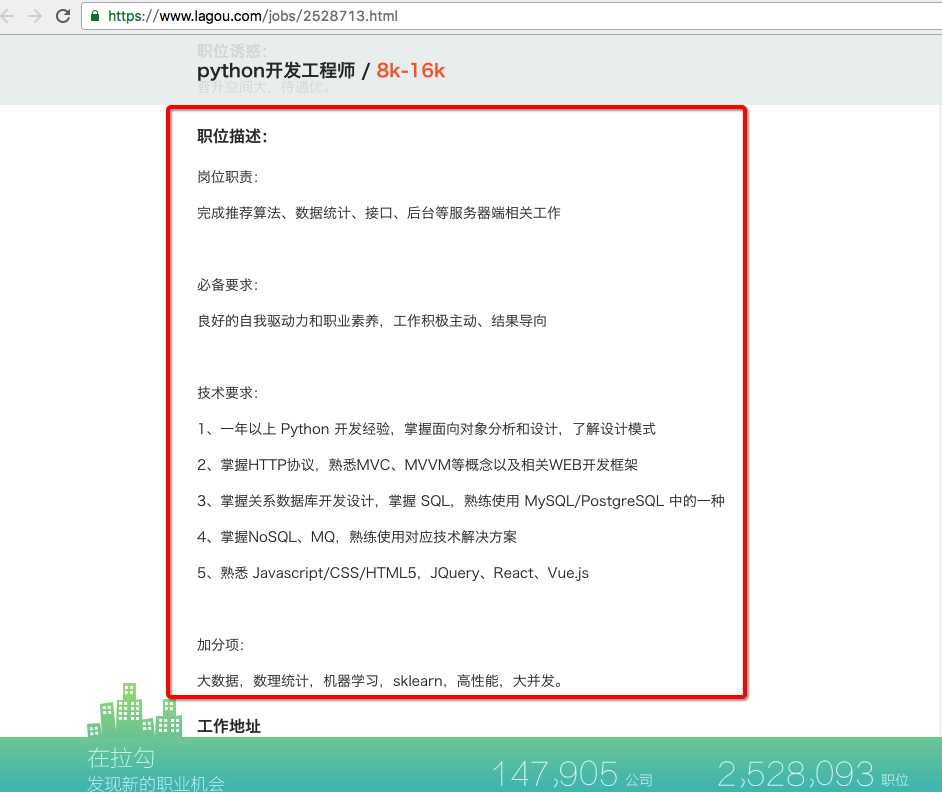 https://www.lagou.com/jobs/2528713.html
职位诱惑：
python开发工程师 / 8k-16k
晋升空间大，待遇优。
职位描述：
岗位职责：
完成推荐算法、数据统计、接口、后台等服务器端相关工作
必备要求：
良好的自我驱动力和职业素养，工作积极主动、结果导向
技术要求：
1、一年以上 Python 开发经验，掌握面向对象分析和设计，了解设计模式
2、掌握HTTP协议，熟悉MVC、MVVM等概念以及相关WEB开发框架
3、掌握关系数据库开发设计，掌握 SQL，熟练使用 MySQL/PostgreSQL 中的一种
4、掌握NoSQL、MQ，熟练使用对应技术解决方案
5、熟悉 Javascript/CSS/HTML5，JQuery、React、Vue.js
加分项：
大数据，数理统计，机器学习，sklearn，高性能，大并发。
工作地址
在拉勾
发现新的职业机会
147,905 公司
2,528,093 职位